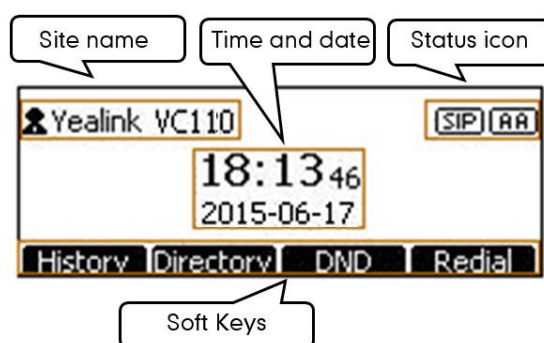 Site name
Time and date
Status icon
Yealink VC110
SIP AA
18:13 46
2015-06-17
History Directory DND Redial
Soft Keys